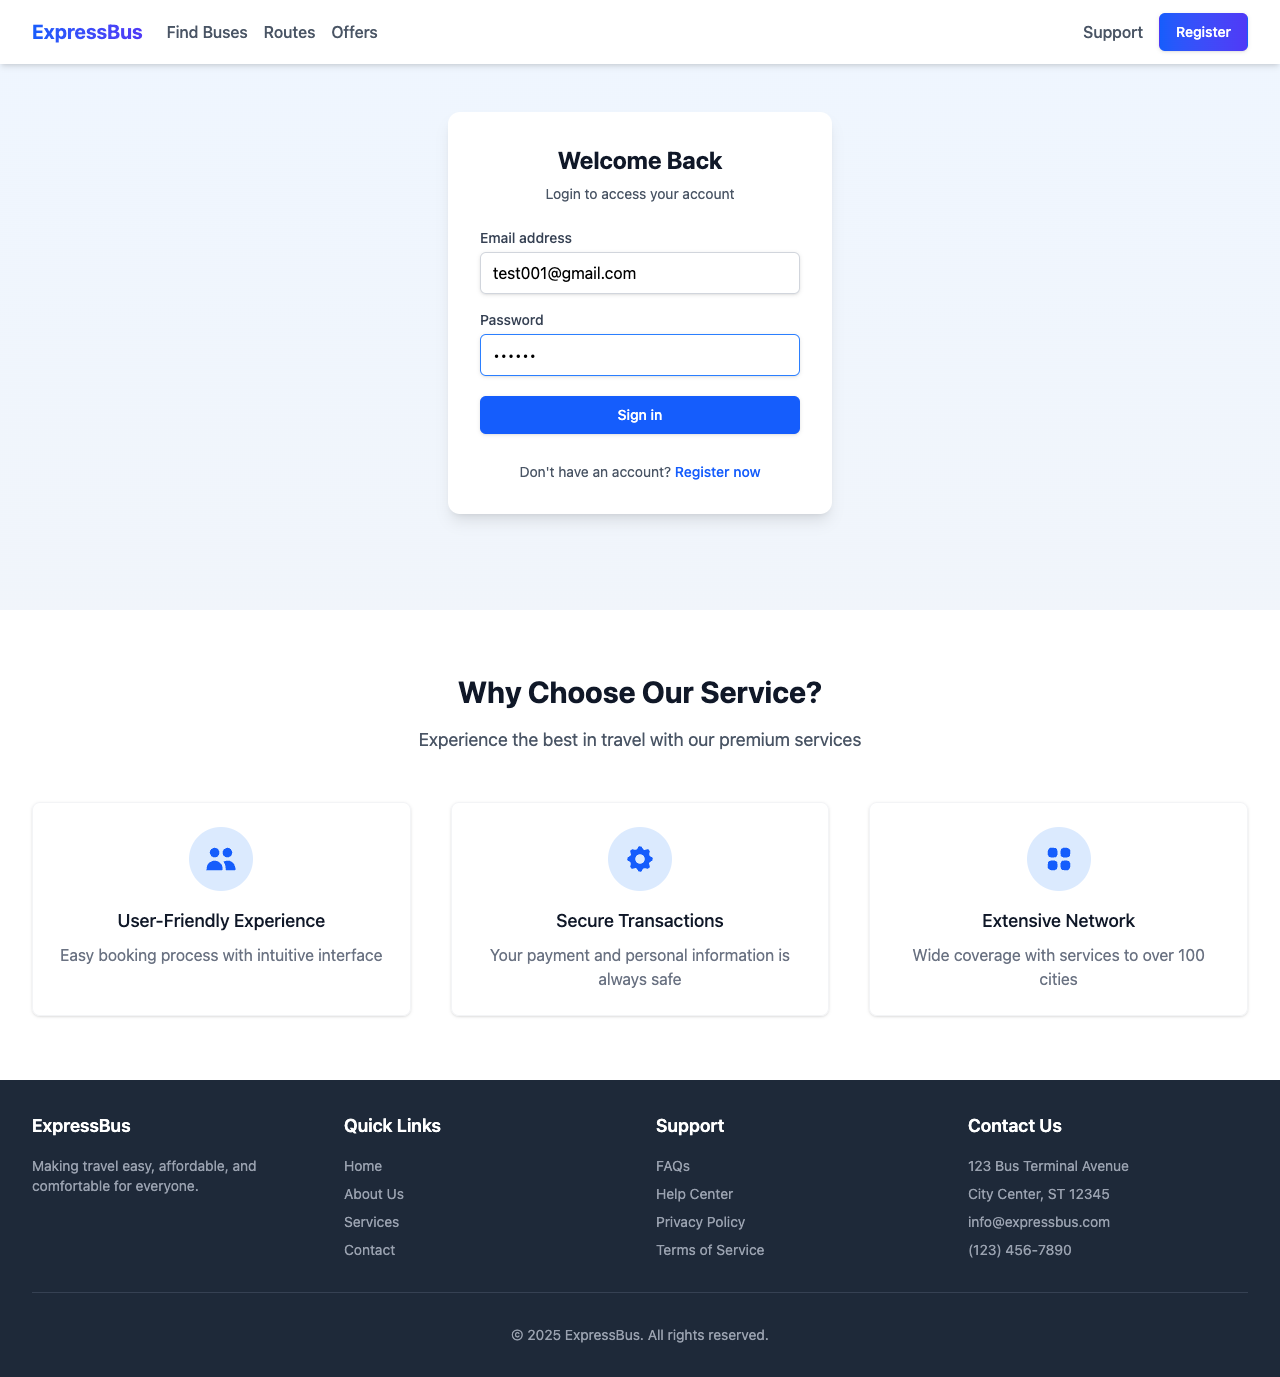 ExpressBus Find Buses Routes Offers Support Register
Welcome Back
Login to access your account
Email address
test001@gmail.com
Password
••••••
Sign in
Don't have an account? Register now
Why Choose Our Service?
Experience the best in travel with our premium services
User-Friendly Experience
Easy booking process with intuitive interface
Secure Transactions
Your payment and personal information is
always safe
Extensive Network
Wide coverage with services to over 100
cities
ExpressBus
Making travel easy, affordable, and
comfortable for everyone.
Quick Links
Home
About Us
Services
Contact
Support
FAQs
Help Center
Privacy Policy
Terms of Service
Contact Us
123 Bus Terminal Avenue
City Center, ST 12345
info@expressbus.com
(123) 456-7890
© 2025 ExpressBus. All rights reserved.